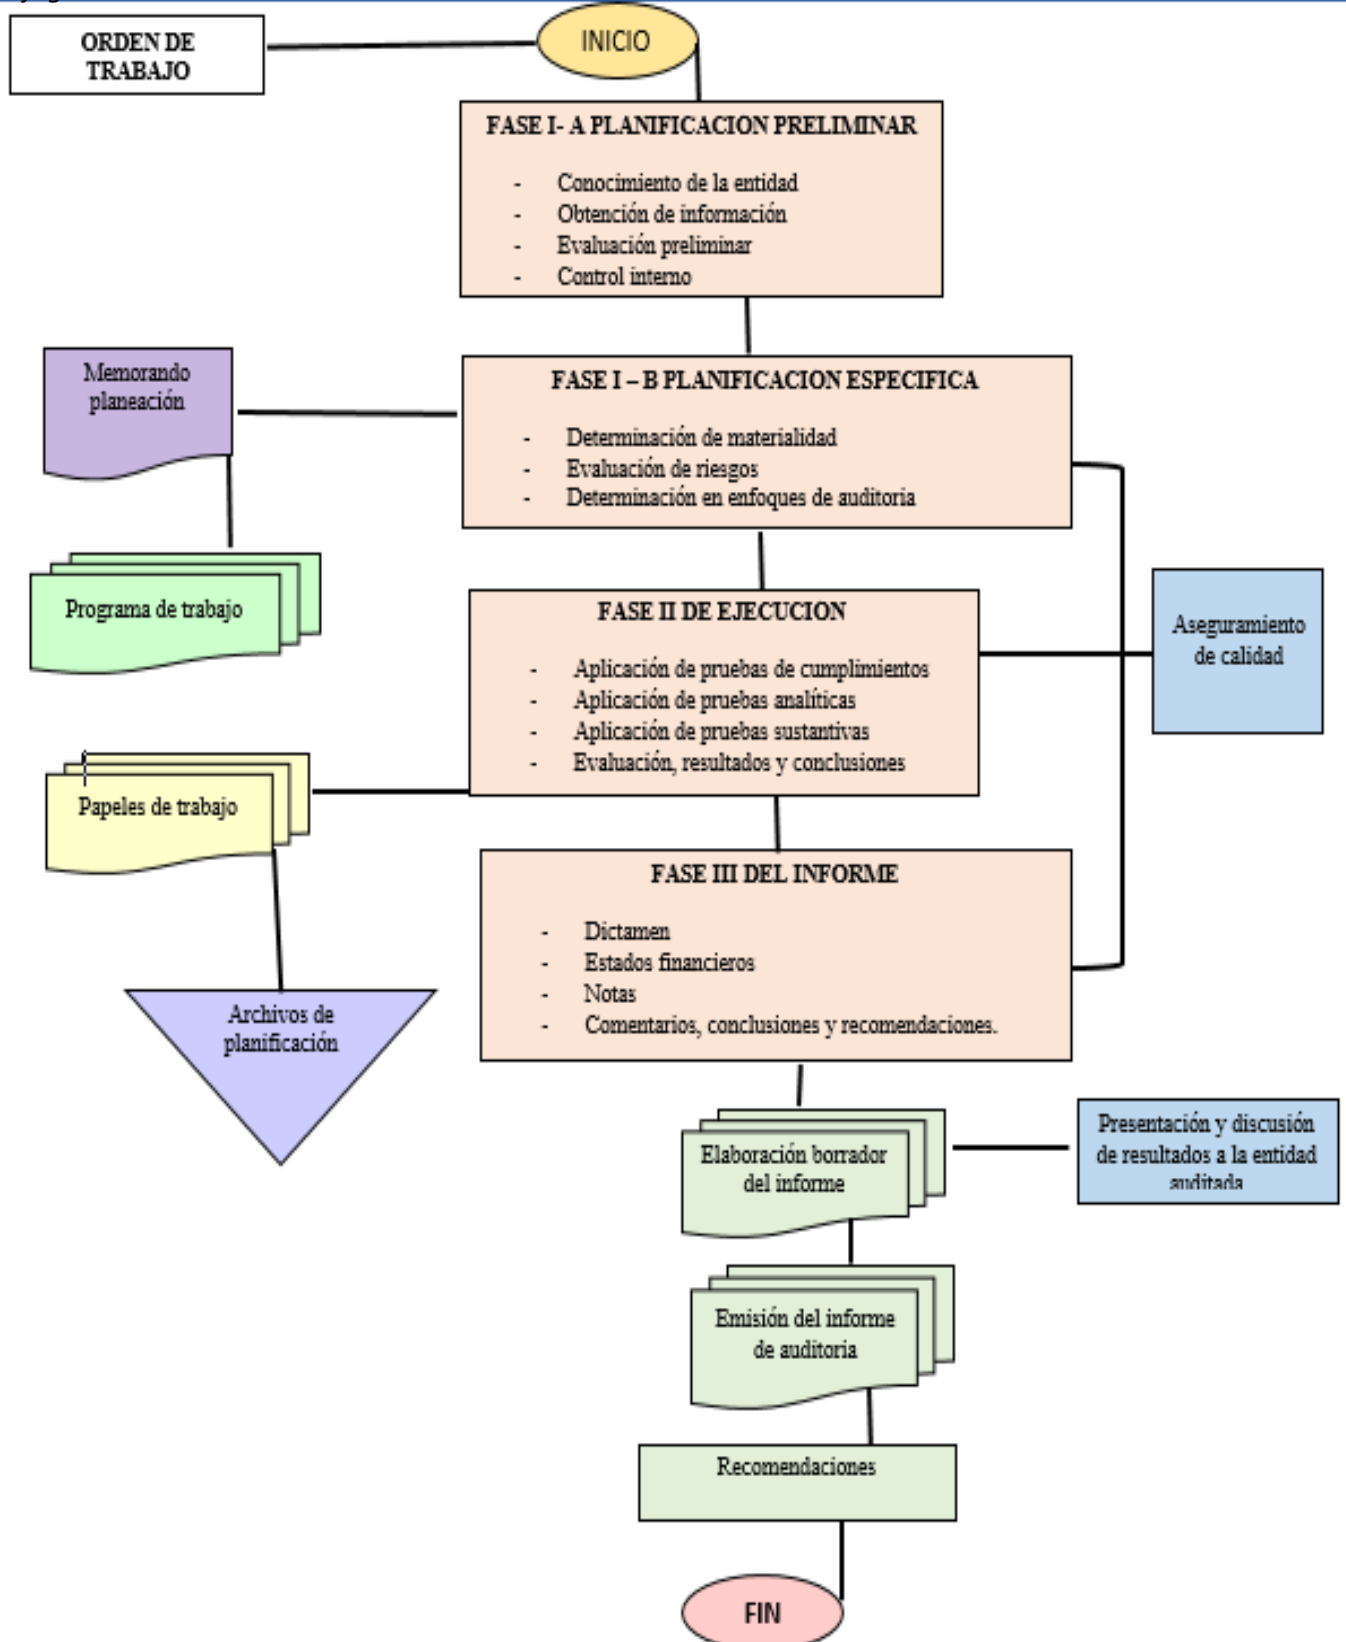 ORDEN DE
TRABAJO
INICIO
FASE I- A PLANIFICACION PRELIMINAR
- Conocimiento de la entidad
- Obtención de información
- Evaluación preliminar
- Control interno
Memorando
planeación
FASE I – B PLANIFICACION ESPECIFICA
- Determinación de materialidad
- Evaluación de riesgos
- Determinación en enfoques de auditoria
Programa de trabajo
FASE II DE EJECUCION
- Aplicación de pruebas de cumplimientos
- Aplicación de pruebas analíticas
- Aplicación de pruebas sustantivas
- Evaluación, resultados y conclusiones
Aseguramiento
de calidad
Papeles de trabajo
FASE III DEL INFORME
- Dictamen
- Estados financieros
- Notas
- Comentarios, conclusiones y recomendaciones.
Archivos de
planificación
Elaboración borrador
del informe
Presentación y discusión
de resultados a la entidad
auditada
Emisión del informe
de auditoria
Recomendaciones
FIN